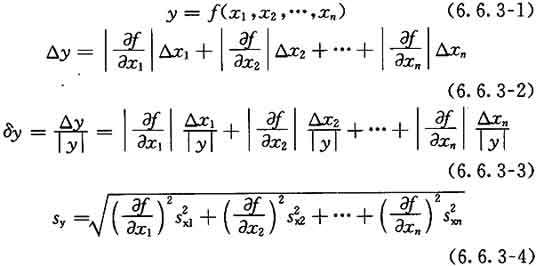 y = f(x₁,x₂,⋯,xₙ) (6.6.3-1)
Δy = |∂f/∂x₁|Δx₁ + |∂f/∂x₂|Δx₂ + ⋯ + |∂f/∂xₙ|Δxₙ
(6.6.3-2)
δy = Δy/|y| = |∂f/∂x₁| Δx₁/|y| + |∂f/∂x₂| Δx₂/|y| + ⋯ + |∂f/∂xₙ| Δxₙ/|y|
(6.6.3-3)
s_y = √((∂f/∂x₁)² s²ₓ₁ + (∂f/∂x₂)² s²ₓ₂ + ⋯ + (∂f/∂xₙ)² s²ₓₙ)
(6.6.3-4)